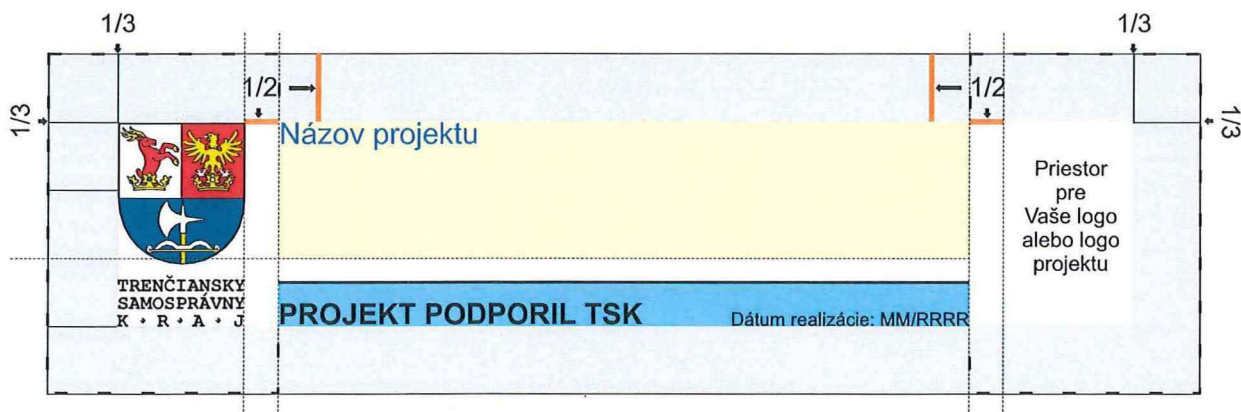 1/3
1/3
1/2
1/2
1/3
1/3
Názov projektu
Priestor
pre
Vaše logo
alebo logo
projektu
TRENČIANSKY
SAMOSPRÁVNY
K • R • A • J
PROJEKT PODPORIL TSK
Dátum realizácie: MM/RRRR